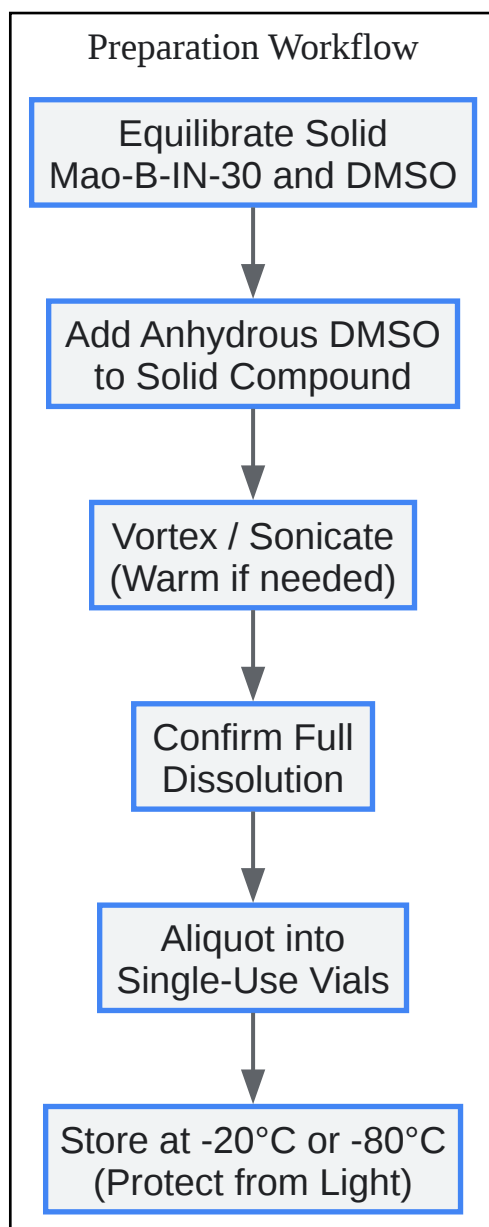 Preparation Workflow
Equilibrate Solid
Mao-B-IN-30 and DMSO
Add Anhydrous DMSO
to Solid Compound
Vortex / Sonicate
(Warm if needed)
Confirm Full
Dissolution
Aliquot into
Single-Use Vials
Store at -20°C or -80°C
(Protect from Light)